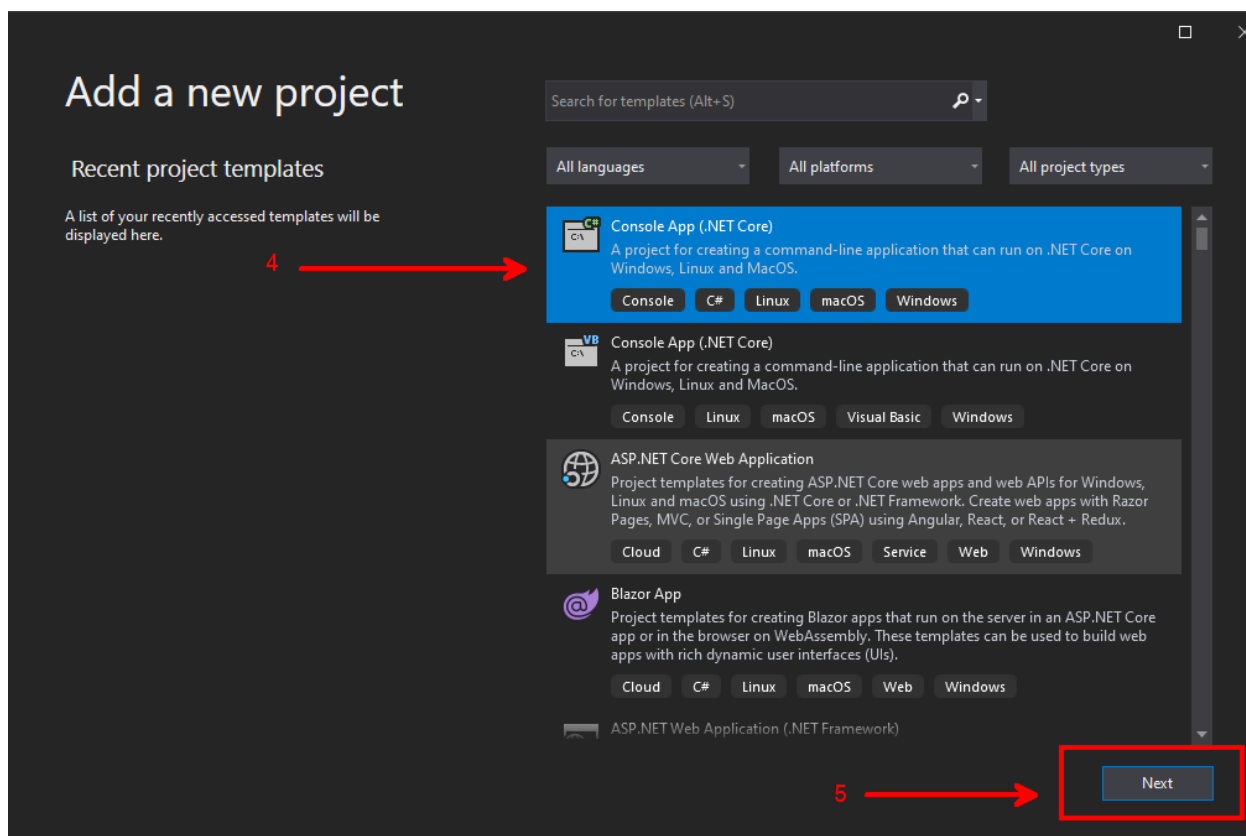 Add a new project
Search for templates (Alt+S)
Recent project templates
All languages
All platforms
All project types
A list of your recently accessed templates will be
displayed here.
4
C#
C:\
Console App (.NET Core)
A project for creating a command-line application that can run on .NET Core on
Windows, Linux and MacOS.
Console C# Linux macOS Windows
VB
C:\
Console App (.NET Core)
A project for creating a command-line application that can run on .NET Core on
Windows, Linux and MacOS.
Console Linux macOS Visual Basic Windows
ASP.NET Core Web Application
Project templates for creating ASP.NET Core web apps and web APIs for Windows,
Linux and macOS using .NET Core or .NET Framework. Create web apps with Razor
Pages, MVC, or Single Page Apps (SPA) using Angular, React, or React + Redux.
Cloud C# Linux macOS Service Web Windows
@
Blazor App
Project templates for creating Blazor apps that run on the server in an ASP.NET Core
app or in the browser on WebAssembly. These templates can be used to build web
apps with rich dynamic user interfaces (UIs).
Cloud C# Linux macOS Web Windows
ASP.NET Web Application (.NET Framework)
5
Next